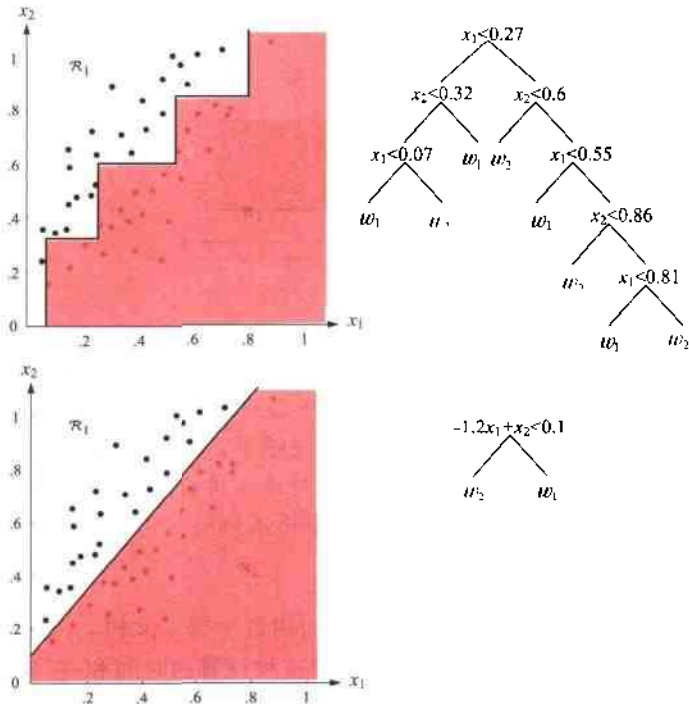 x₂
1
.8
.6
.4
.2
0
.2 .4 .6 .8 1
x₁
ℛ₁
x₁<0.27
x₂<0.32 x₂<0.6
x₁<0.07 w₁ w₂ x₁<0.55
w₁ w₂ w₁ x₂<0.86
w₂ x₁<0.81
w₁ w₂
x₂
1
.8
.6
.4
.2
0
.2 .4 .6 .8 1
x₁
ℛ₁
-1.2x₁+x₂<0.1
w₂ w₁